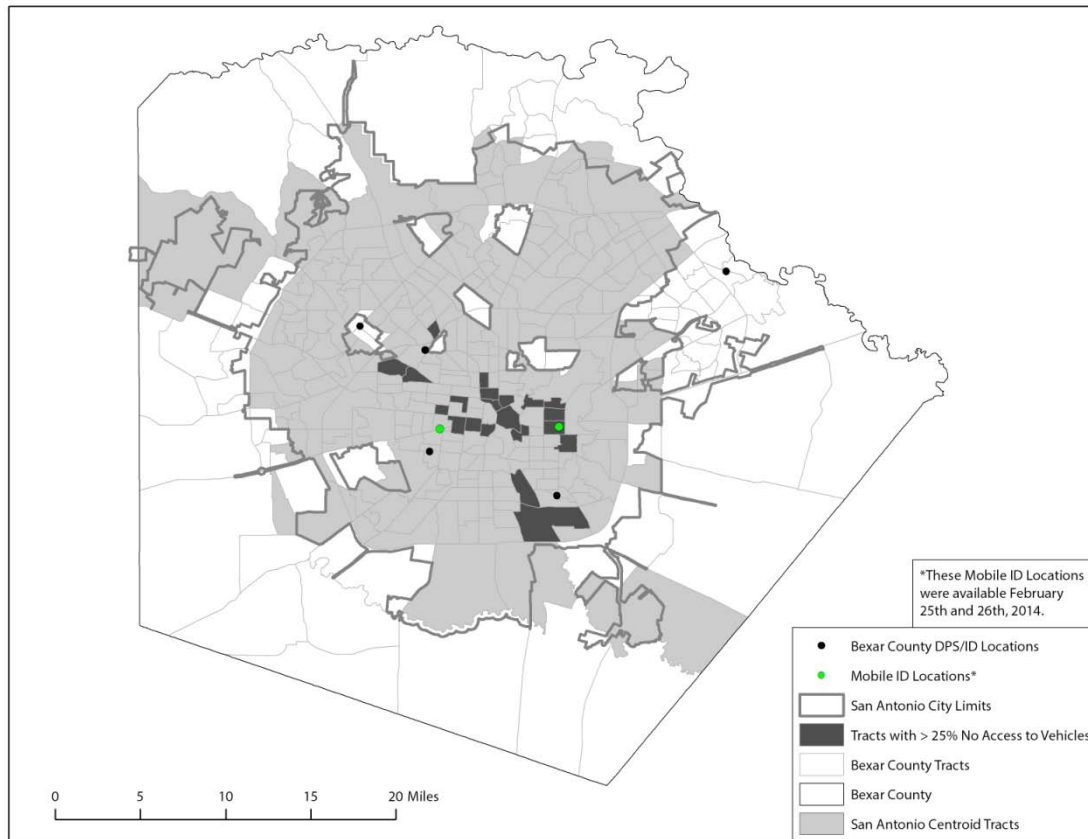 *These Mobile ID Locations
were available February
25th and 26th, 2014.
Bexar County DPS/ID Locations
Mobile ID Locations*
San Antonio City Limits
Tracts with > 25% No Access to Vehicles
Bexar County Tracts
Bexar County
San Antonio Centroid Tracts
0 5 10 15 20 Miles